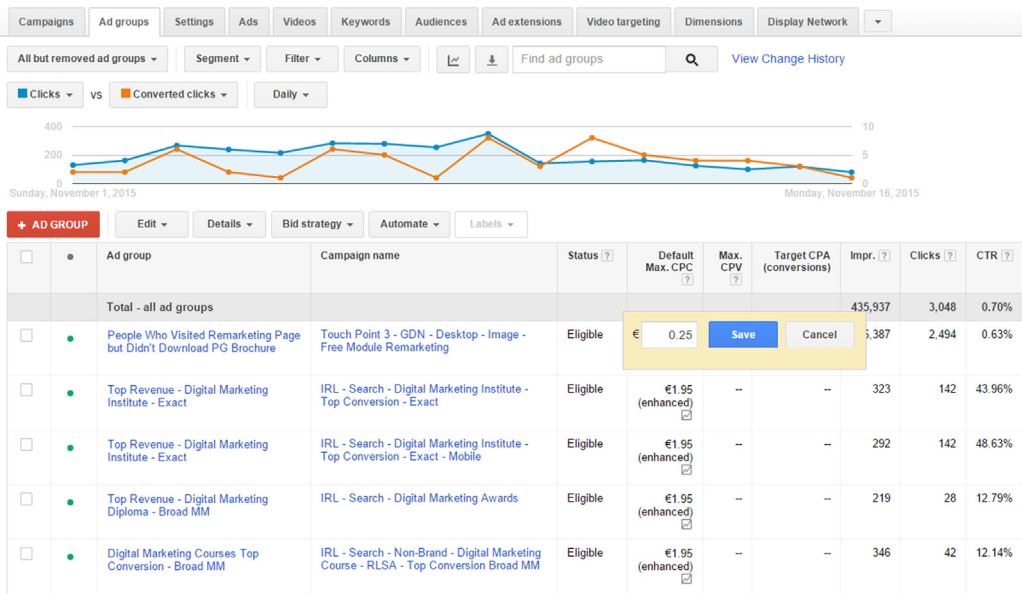 Campaigns Ad groups Settings Ads Videos Keywords Audiences Ad extensions Video targeting Dimensions Display Network
All but removed ad groups Segment Filter Columns Find ad groups View Change History
Clicks vs Converted clicks Daily
400 10
200 5
0 0
Sunday, November 1, 2015 Monday, November 16, 2015
+ AD GROUP Edit Details Bid strategy Automate Labels
Ad group Campaign name Status ? Default Max. Target CPA Impr. ? Clicks ? CTR ?
Max. CPC CPV (conversions)
? ?
Total - all ad groups 435,937 3,048 0.70%
People Who Visited Remarketing Page Touch Point 3 - GDN - Desktop - Image - Eligible € 0.25 Save Cancel 5,387 2,494 0.63%
but Didn't Download PG Brochure Free Module Remarketing
Top Revenue - Digital Marketing IRL - Search - Digital Marketing Institute - Eligible €1.95 -- -- 323 142 43.96%
Institute - Exact Top Conversion - Exact (enhanced)
Top Revenue - Digital Marketing IRL - Search - Digital Marketing Institute - Eligible €1.95 -- -- 292 142 48.63%
Institute - Exact Top Conversion - Exact - Mobile (enhanced)
Top Revenue - Digital Marketing IRL - Search - Digital Marketing Awards Eligible €1.95 -- -- 219 28 12.79%
Diploma - Broad MM (enhanced)
Digital Marketing Courses Top IRL - Search - Non-Brand - Digital Marketing Eligible €1.95 -- -- 346 42 12.14%
Conversion - Broad MM Course - RLSA - Top Conversion Broad MM (enhanced)